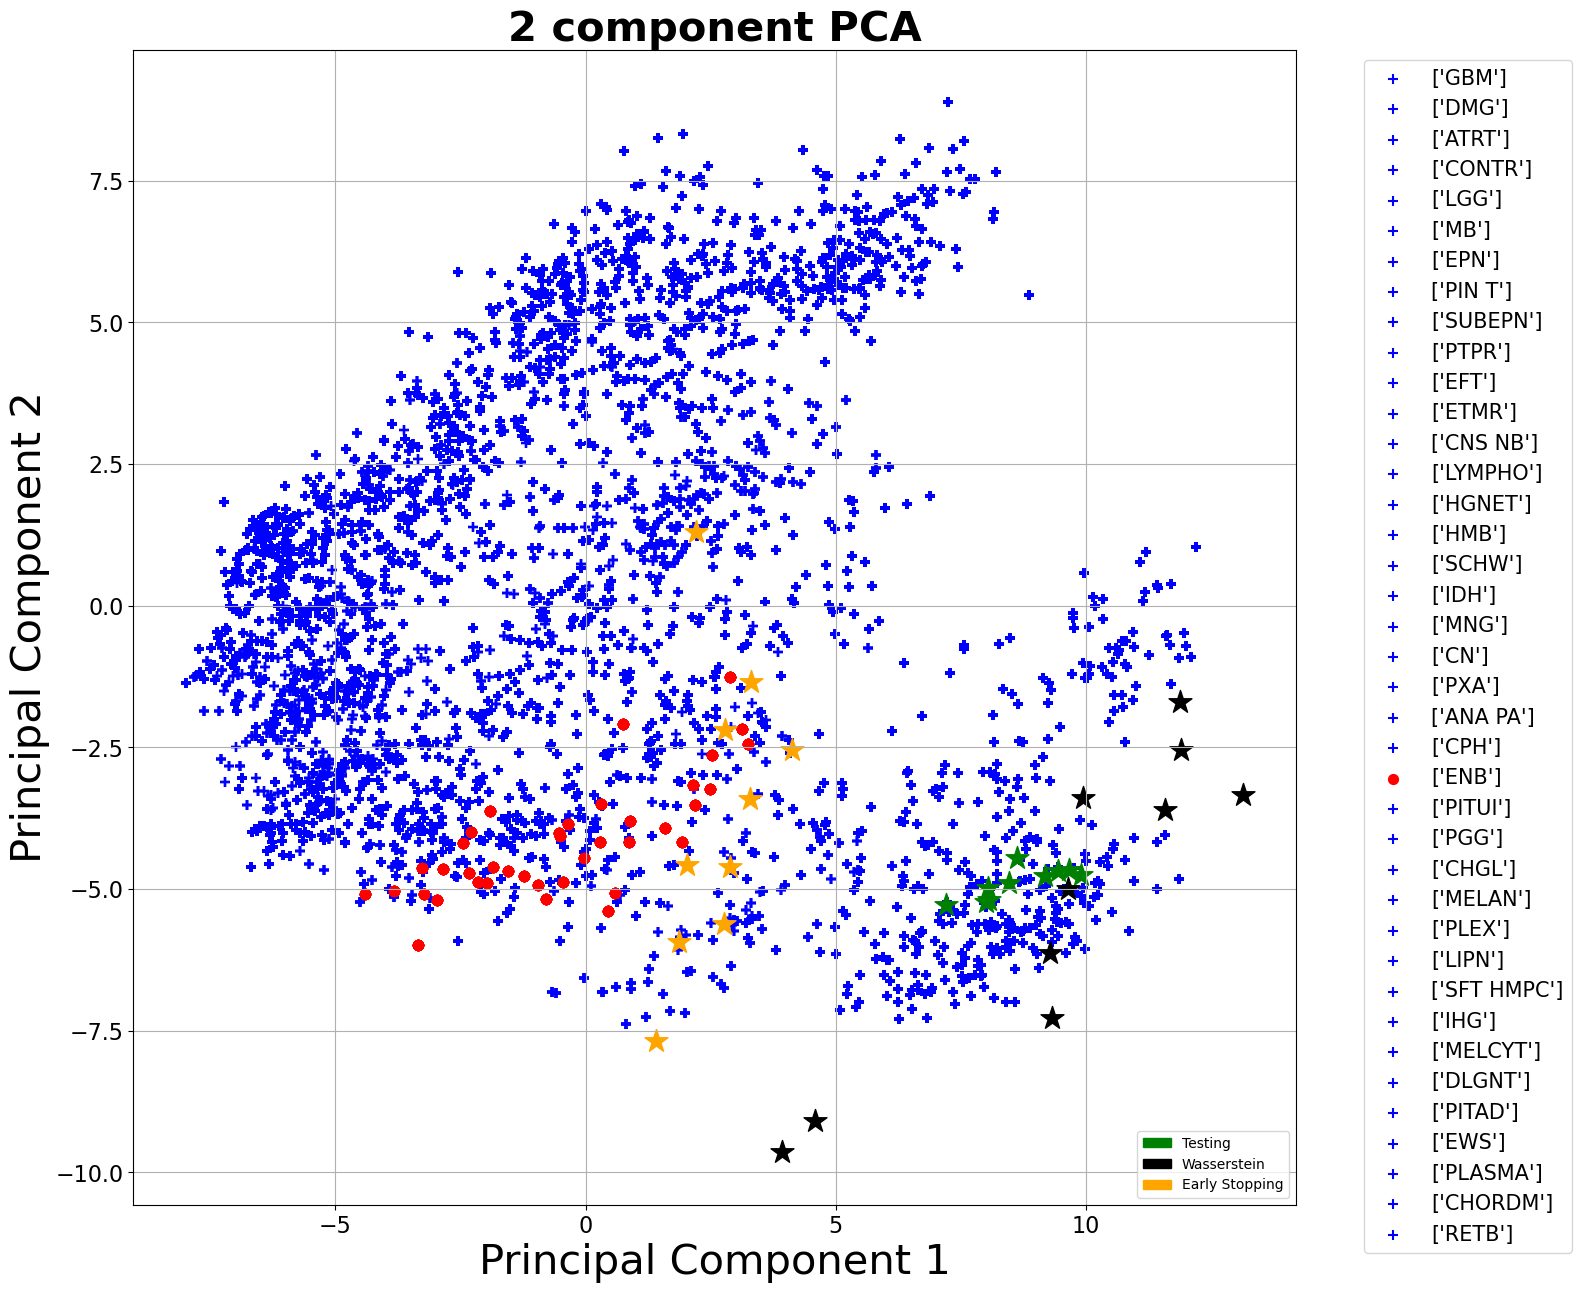 2 component PCA
Principal Component 2
7.5
5.0
2.5
0.0
−2.5
−5.0
−7.5
−10.0
−5
0
5
10
Principal Component 1
Testing
Wasserstein
Early Stopping
['GBM']
['DMG']
['ATRT']
['CONTR']
['LGG']
['MB']
['EPN']
['PIN T']
['SUBEPN']
['PTPR']
['EFT']
['ETMR']
['CNS NB']
['LYMPHO']
['HGNET']
['HMB']
['SCHW']
['IDH']
['MNG']
['CN']
['PXA']
['ANA PA']
['CPH']
['ENB']
['PITUI']
['PGG']
['CHGL']
['MELAN']
['PLEX']
['LIPN']
['SFT HMPC']
['IHG']
['MELCYT']
['DLGNT']
['PITAD']
['EWS']
['PLASMA']
['CHORDM']
['RETB']